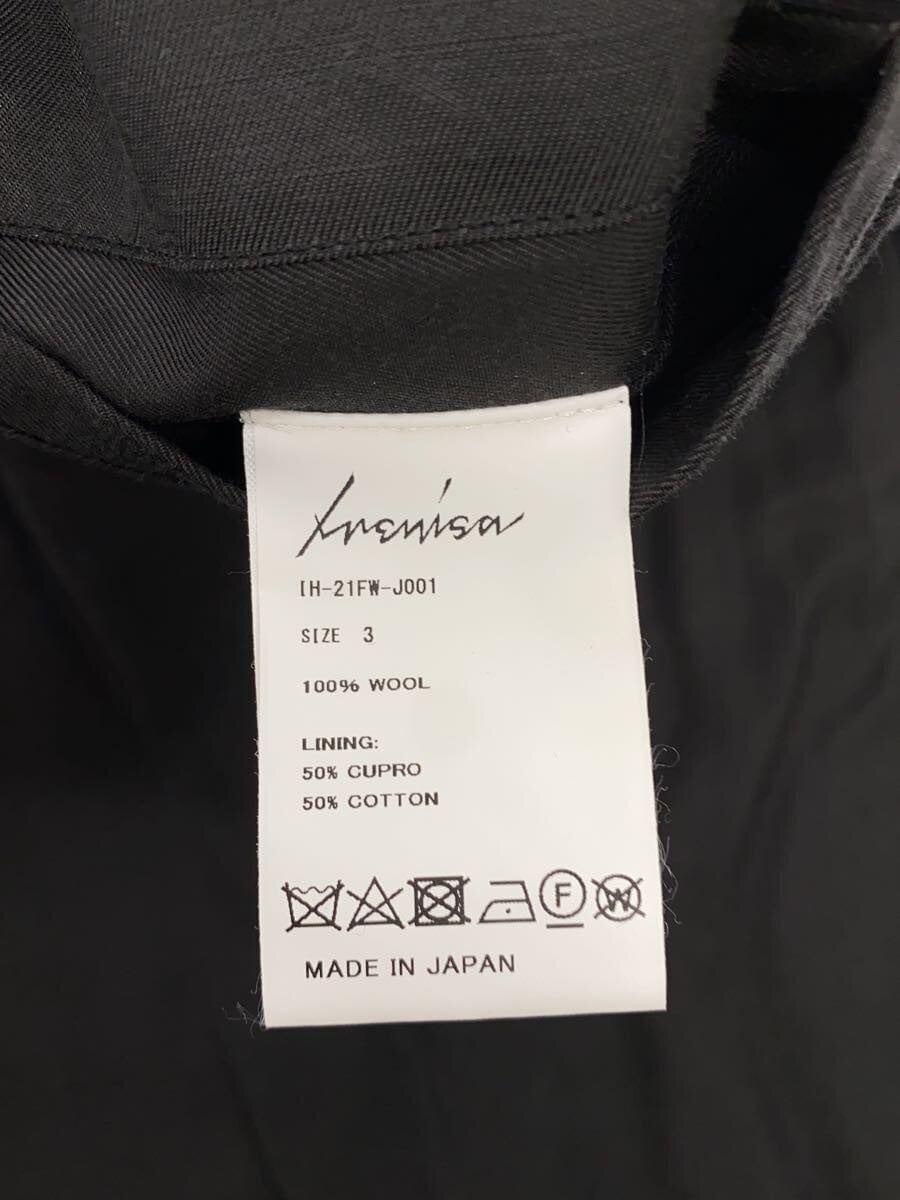 Irenisa
IH-21FW-J001
SIZE 3
100% WOOL
LINING:
50% CUPRO
50% COTTON
F W
MADE IN JAPAN